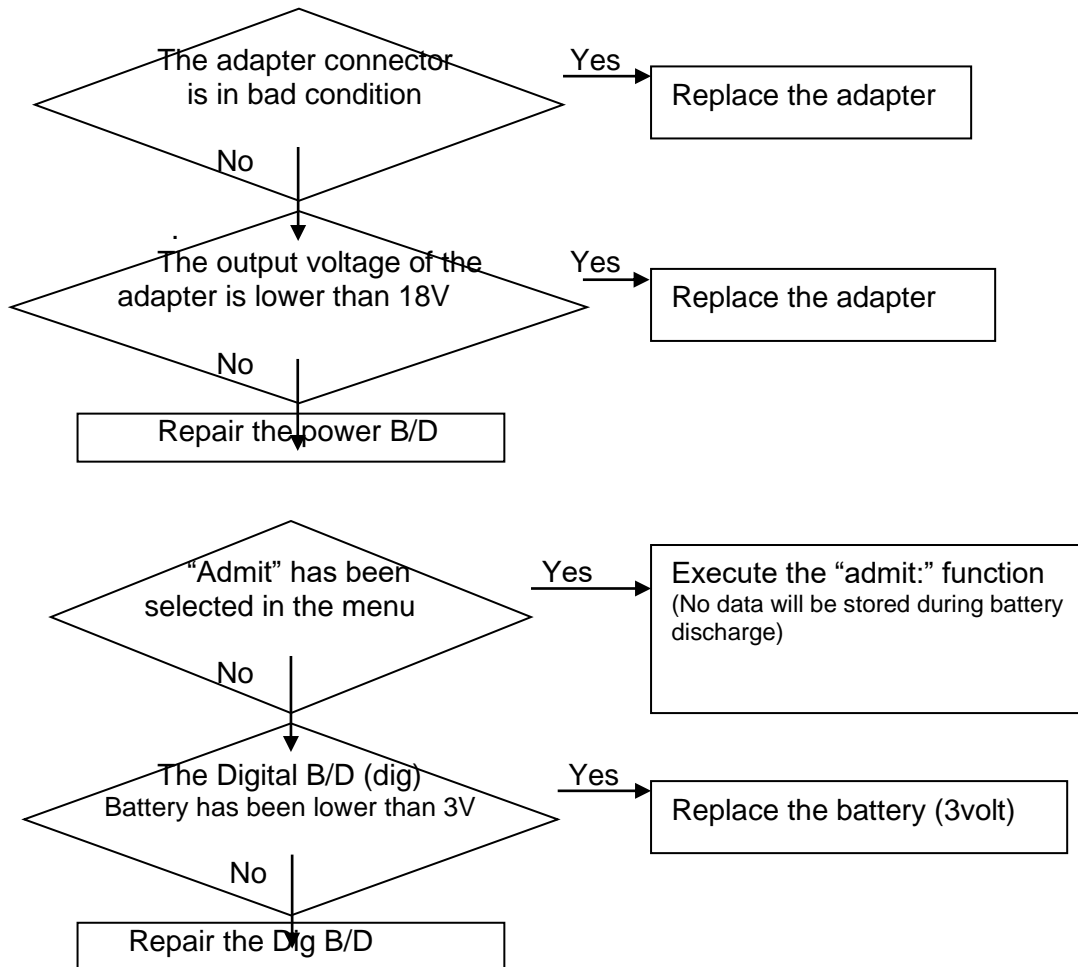 The adapter connector
is in bad condition
Yes
Replace the adapter
No
.
The output voltage of the
adapter is lower than 18V
Yes
Replace the adapter
No
Repair the power B/D
“Admit” has been
selected in the menu
Yes
Execute the “admit:” function
(No data will be stored during battery
discharge)
No
The Digital B/D (dig)
Battery has been lower than 3V
Yes
Replace the battery (3volt)
No
Repair the Dig B/D